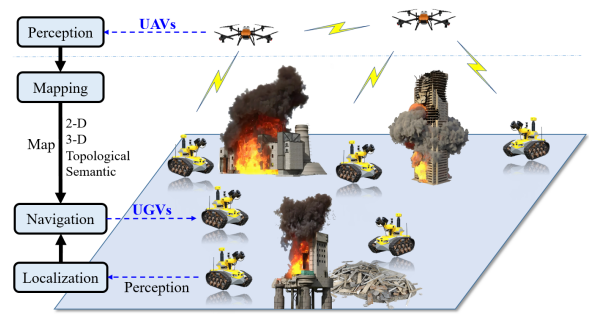 Perception
UAVs
Mapping
Map
2-D
3-D
Topological
Semantic
Navigation
UGVs
Localization
Perception